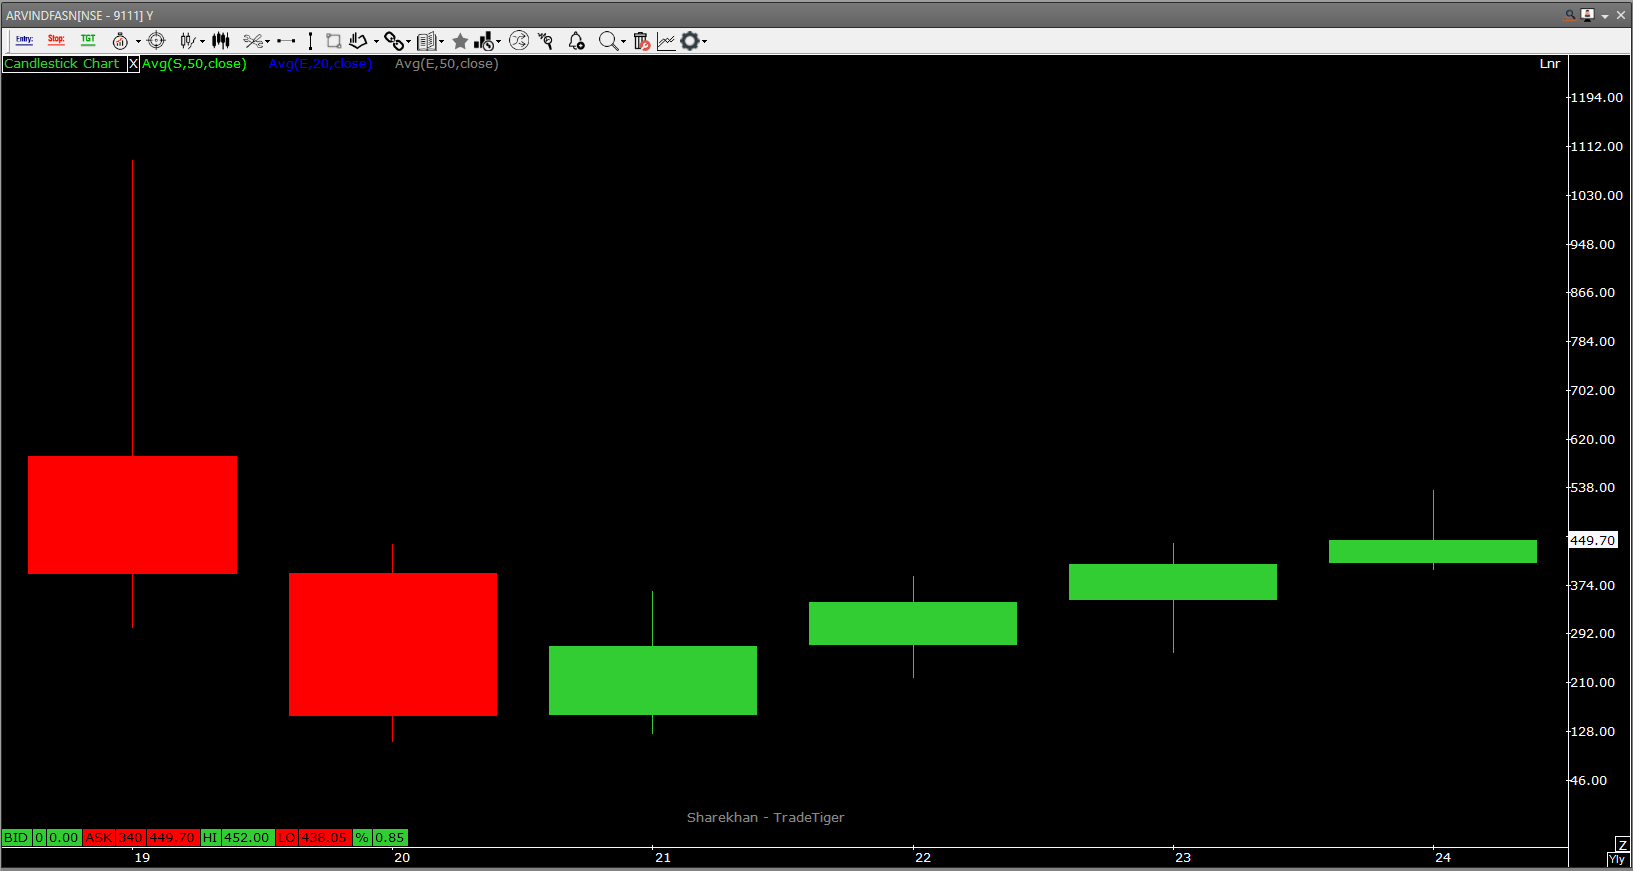 ARVINDFASN[NSE - 9111] Y
Entry: Stop: TGT
Candlestick Chart X Avg(S,50,close) Avg(E,20,close) Avg(E,50,close) Lnr
1194.00
1112.00
1030.00
948.00
866.00
784.00
702.00
620.00
538.00
449.70
374.00
292.00
210.00
128.00
46.00
Sharekhan - TradeTiger
BID 0 0.00 ASK 340 449.70 HI 452.00 LO 438.05 % 0.85
19 20 21 22 23 24
Z
Yly